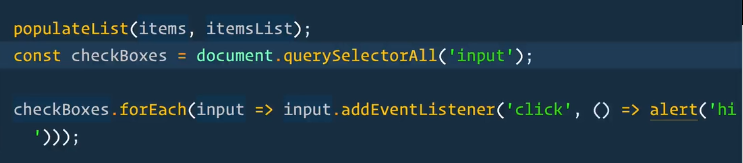 populateList(items, itemsList);
const checkBoxes = document.querySelectorAll('input');
checkBoxes.forEach(input => input.addEventListener('click', () => alert('hi
')));